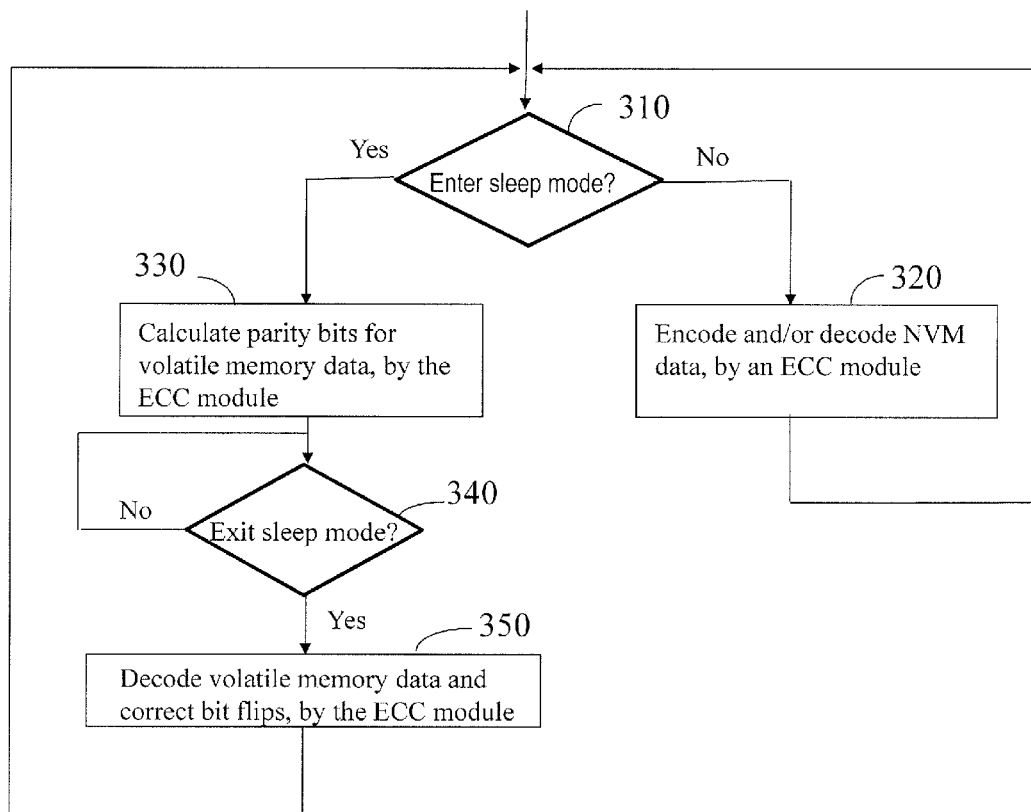 310
Yes
No
Enter sleep mode?
330
320
Calculate parity bits for
volatile memory data, by the
ECC module
Encode and/or decode NVM
data, by an ECC module
340
No
Exit sleep mode?
Yes
350
Decode volatile memory data and
correct bit flips, by the ECC module